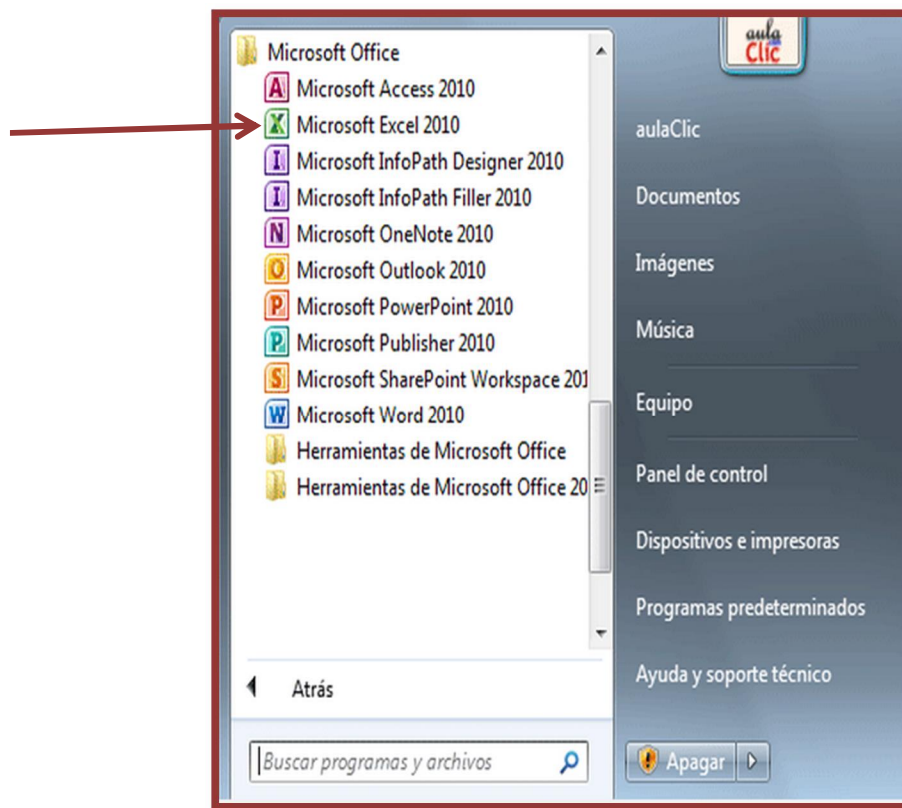 Microsoft Office
Microsoft Access 2010
Microsoft Excel 2010
Microsoft InfoPath Designer 2010
Microsoft InfoPath Filler 2010
Microsoft OneNote 2010
Microsoft Outlook 2010
Microsoft PowerPoint 2010
Microsoft Publisher 2010
Microsoft SharePoint Workspace 201
Microsoft Word 2010
Herramientas de Microsoft Office
Herramientas de Microsoft Office 20
Atrás
Buscar programas y archivos
aula
Clic
aulaClic
Documentos
Imágenes
Música
Equipo
Panel de control
Dispositivos e impresoras
Programas predeterminados
Ayuda y soporte técnico
Apagar